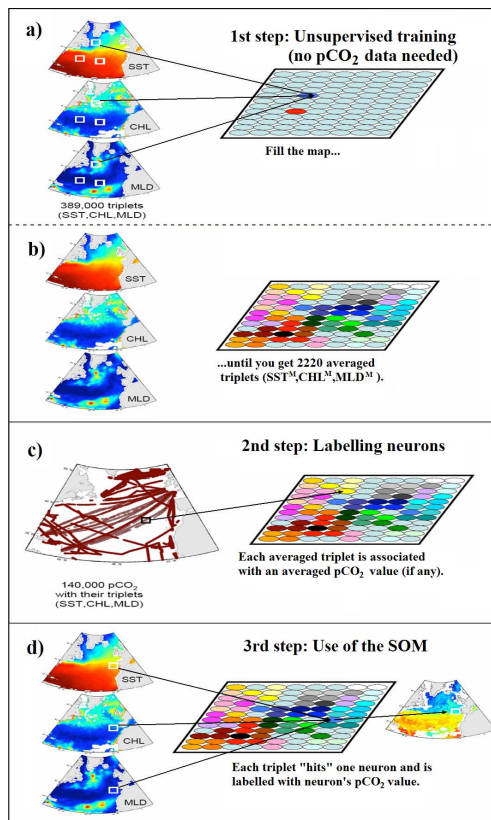 a)
1st step: Unsupervised training
(no pCO₂ data needed)
SST
CHL
Fill the map...
MLD
389,000 triplets
(SST,CHL,MLD)
b)
SST
CHL
...until you get 2220 averaged
triplets (SSTᴹ,CHLᴹ,MLDᴹ ).
MLD
c)
2nd step: Labelling neurons
Each averaged triplet is associated
with an averaged pCO₂ value (if any).
140,000 pCO₂
with their triplets
(SST,CHL,MLD)
d)
3rd step: Use of the SOM
SST
CHL
Each triplet "hits" one neuron and is
labelled with neuron's pCO₂ value.
MLD